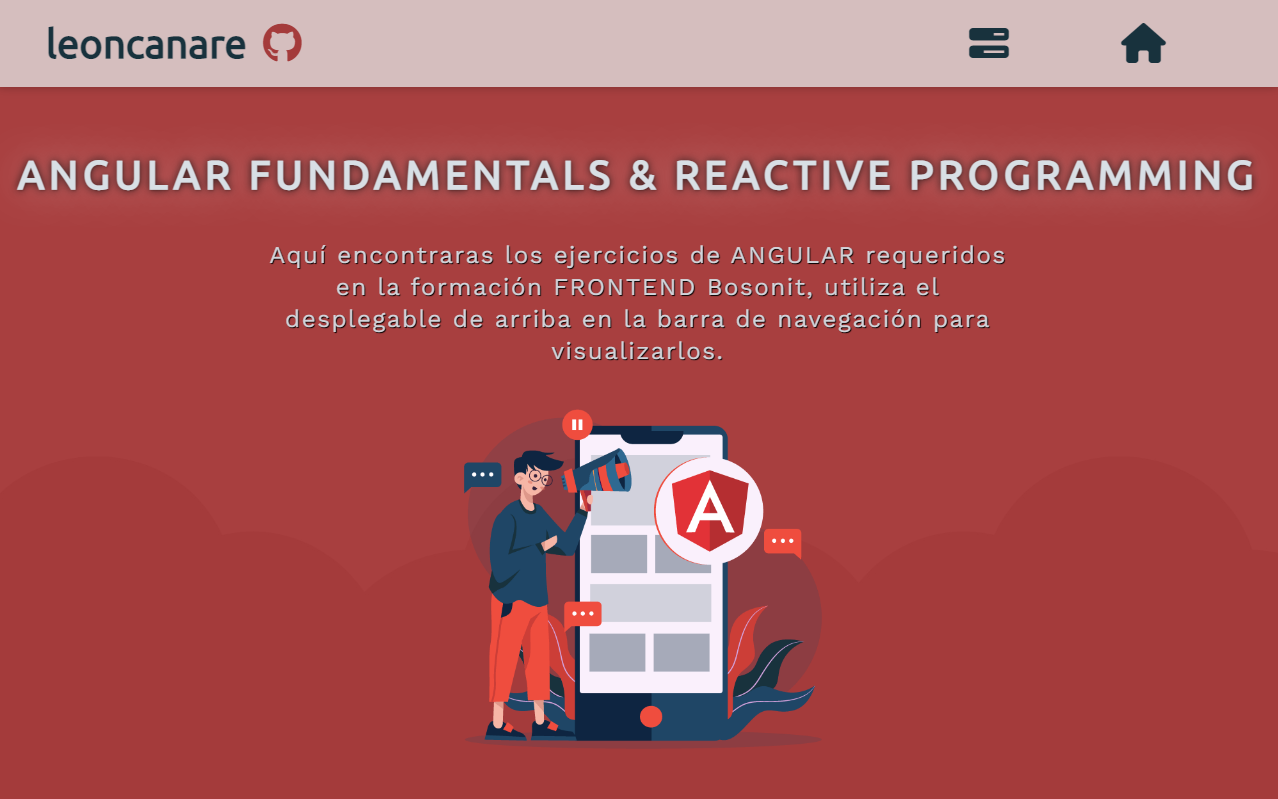 leoncanare
ANGULAR FUNDAMENTALS & REACTIVE PROGRAMMING
Aquí encontraras los ejercicios de ANGULAR requeridos
en la formación FRONTEND Bosonit, utiliza el
desplegable de arriba en la barra de navegación para
visualizarlos.
A